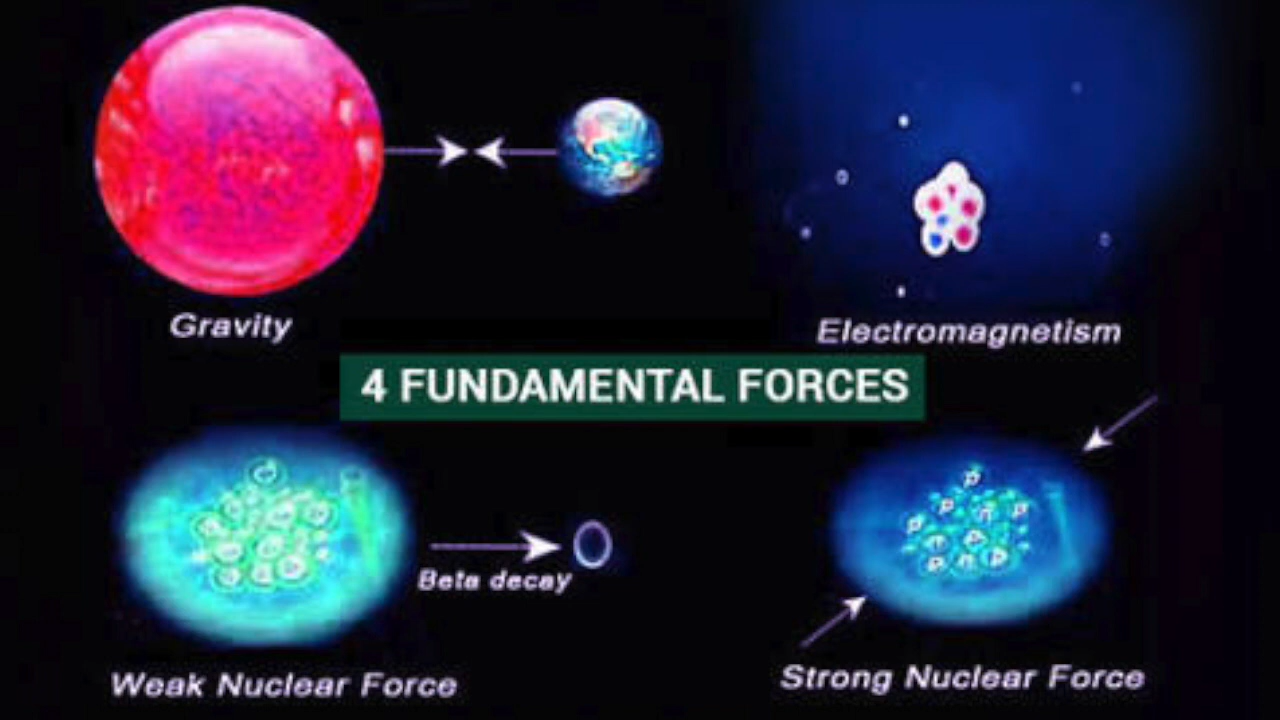 Gravity
Electromagnetism
4 FUNDAMENTAL FORCES
Beta decay
Weak Nuclear Force
Strong Nuclear Force